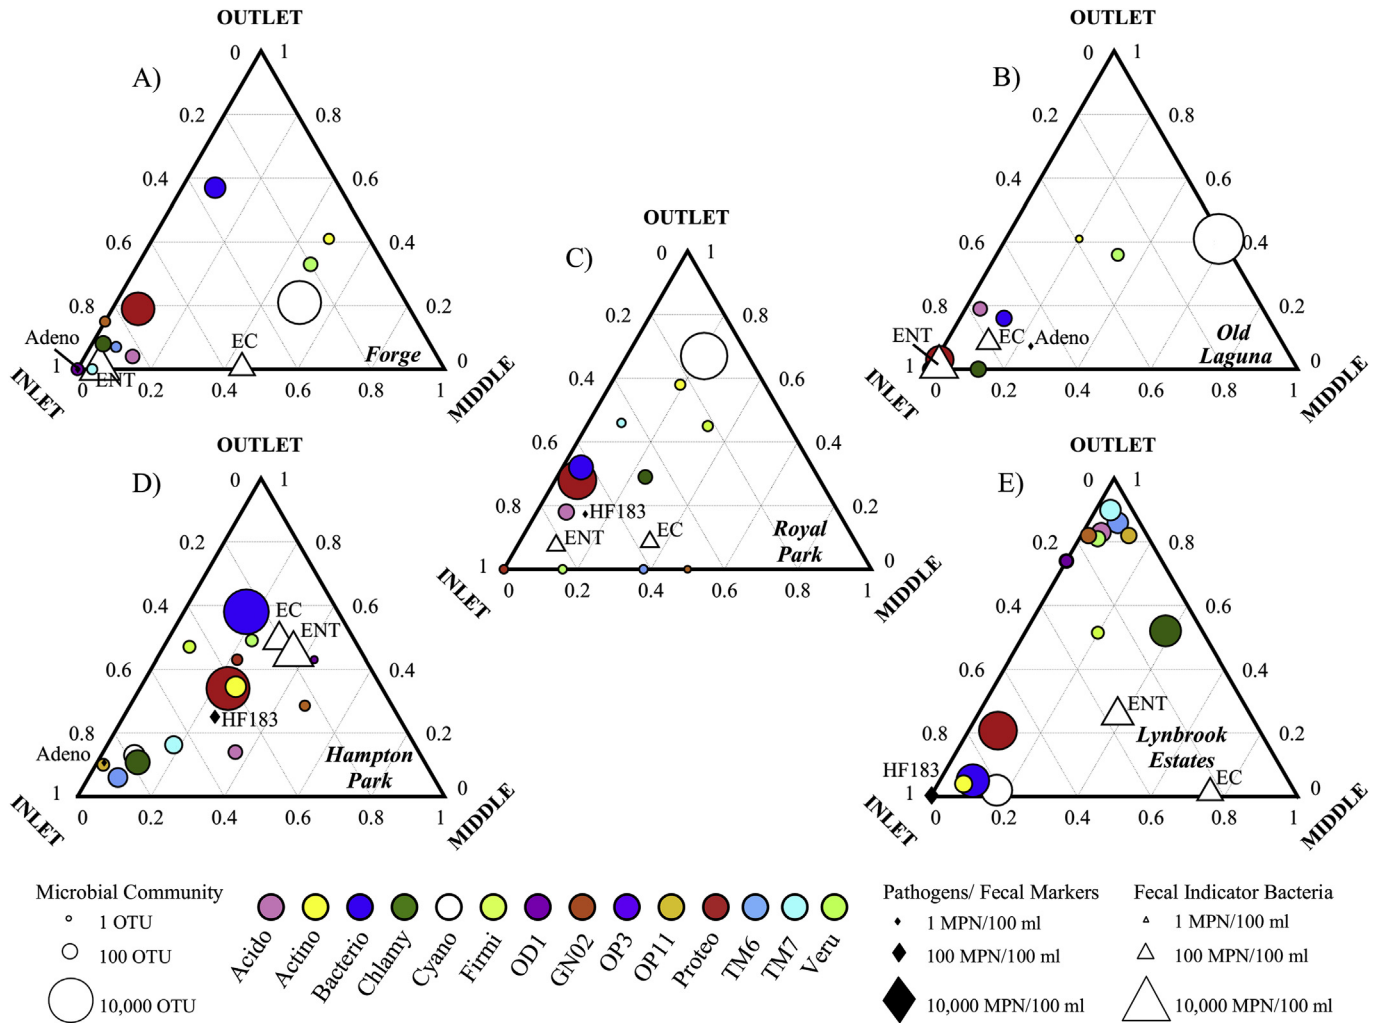 OUTLET
A)
0 1
0.2 0.8
0.4 0.6
0.6 0.4
0.8 0.2
Adeno
EC
ENT
Forge
1 0
INLET
0 0.2 0.4 0.6 0.8 1
MIDDLE
OUTLET
B)
0 1
0.2 0.8
0.4 0.6
0.6 0.4
0.8 0.2
ENT
EC
Adeno
Old
Laguna
1 0
INLET
0 0.2 0.4 0.6 0.8 1
MIDDLE
OUTLET
C)
0 1
0.2 0.8
0.4 0.6
0.6 0.4
0.8 0.2
HF183
ENT
EC
Royal
Park
1 0
INLET
0 0.2 0.4 0.6 0.8 1
MIDDLE
OUTLET
D)
0 1
0.2 0.8
0.4 0.6
0.6 0.4
0.8 0.2
EC
ENT
HF183
Adeno
Hampton
Park
1 0
INLET
0 0.2 0.4 0.6 0.8 1
MIDDLE
OUTLET
E)
0 1
0.2 0.8
0.4 0.6
0.6 0.4
0.8 0.2
ENT
Lynbrook
Estates
HF183
EC
1 0
INLET
0 0.2 0.4 0.6 0.8 1
MIDDLE
Microbial Community
1 OTU
100 OTU
10,000 OTU
Acido
Actino
Bacterio
Chlamy
Cyano
Firmi
OD1
GN02
OP3
OP11
Proteo
TM6
TM7
Veru
Pathogens/ Fecal Markers
1 MPN/100 ml
100 MPN/100 ml
10,000 MPN/100 ml
Fecal Indicator Bacteria
1 MPN/100 ml
100 MPN/100 ml
10,000 MPN/100 ml